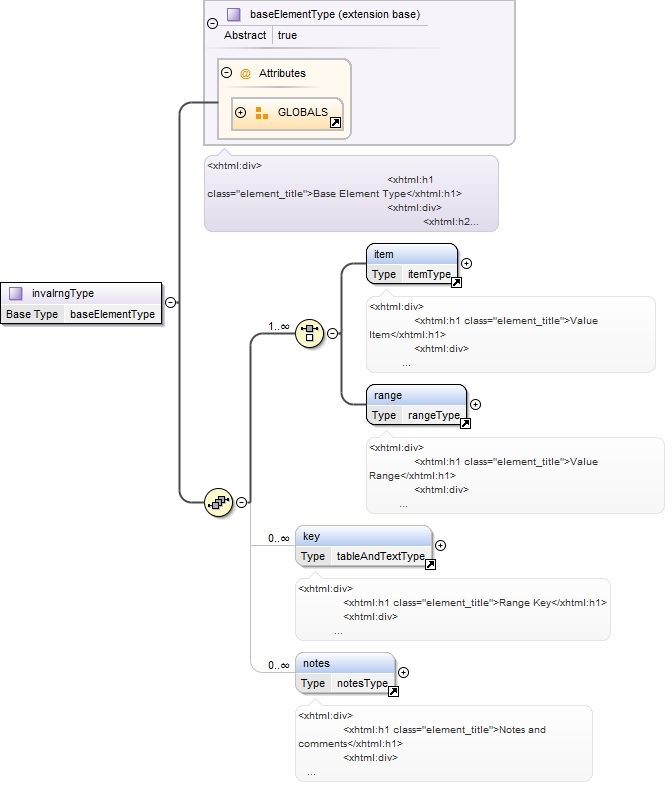 baseElementType (extension base)
Abstract true
@ Attributes
GLOBALS
<xhtml:div>
<xhtml:h1
class="element_title">Base Element Type</xhtml:h1>
<xhtml:div>
<xhtml:h2...
invalrngType
Base Type baseElementType
1..∞
item
Type itemType
<xhtml:div>
<xhtml:h1 class="element_title">Value
Item</xhtml:h1>
<xhtml:div>
...
range
Type rangeType
<xhtml:div>
<xhtml:h1 class="element_title">Value
Range</xhtml:h1>
<xhtml:div>
...
0..∞
key
Type tableAndTextType
<xhtml:div>
<xhtml:h1 class="element_title">Range Key</xhtml:h1>
<xhtml:div>
...
0..∞
notes
Type notesType
<xhtml:div>
<xhtml:h1 class="element_title">Notes and
comments</xhtml:h1>
<xhtml:div>
...